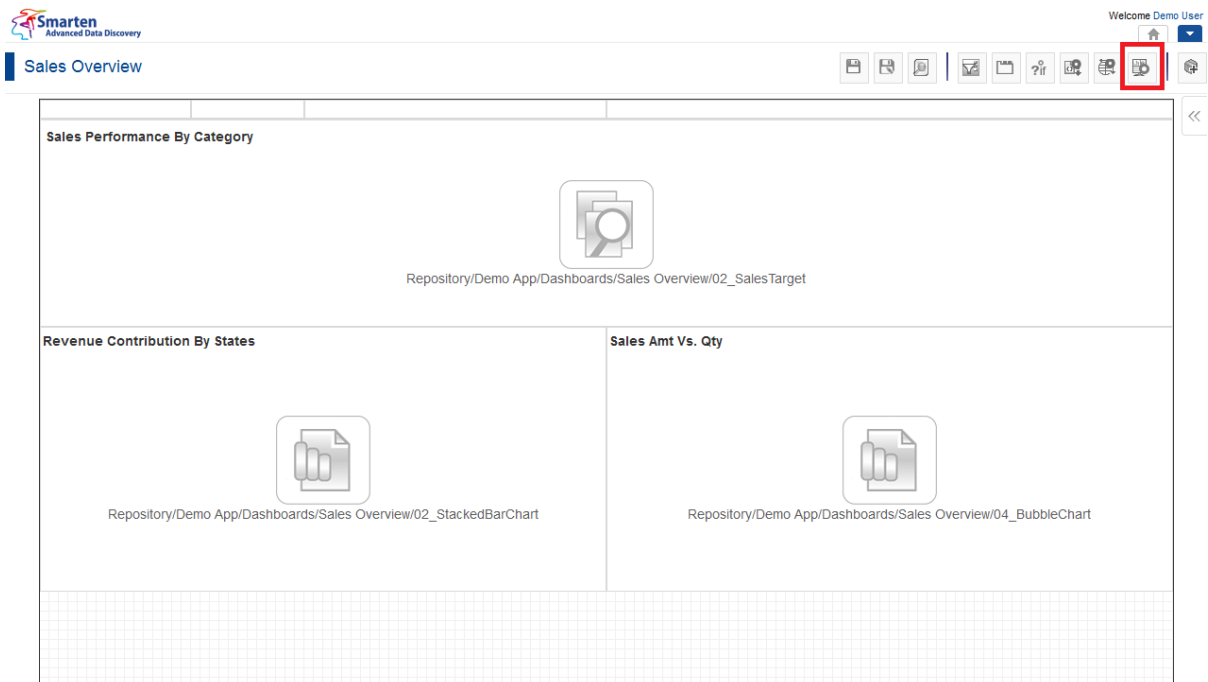 Smarten
Advanced Data Discovery
Welcome Demo User
Sales Overview
?if
Sales Performance By Category
Repository/Demo App/Dashboards/Sales Overview/02_SalesTarget
Revenue Contribution By States
Sales Amt Vs. Qty
Repository/Demo App/Dashboards/Sales Overview/02_StackedBarChart
Repository/Demo App/Dashboards/Sales Overview/04_BubbleChart